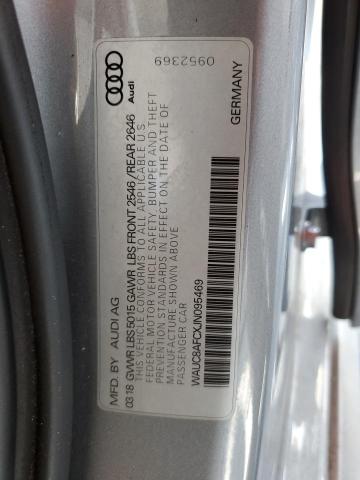 MFD. BY AUDI AG
03 18 GVWR LBS 5015 GAWR LBS FRONT 2546 /REAR 2646
THIS VEHICLE CONFORMS TO ALL APPLICABLE U.S.
FEDERAL MOTOR VEHICLE SAFETY, BUMPER AND THEFT
PREVENTION STANDARDS IN EFFECT ON THE DATE OF
MANUFACTURE SHOWN ABOVE
PASSENGER CAR
WAUC8AFCXJN095469
GERMANY
Audi
0952369